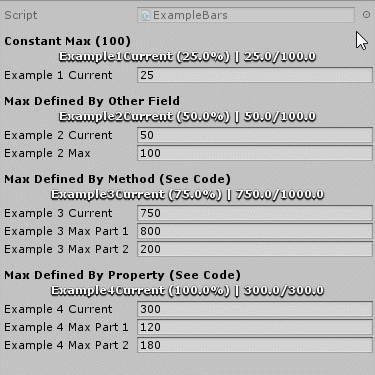 Script ExampleBars
Constant Max (100)
Example1Current (25.0%) | 25.0/100.0
Example 1 Current 25
Max Defined By Other Field
Example2Current (50.0%) | 50.0/100.0
Example 2 Current 50
Example 2 Max 100
Max Defined By Method (See Code)
Example3Current (75.0%) | 750.0/1000.0
Example 3 Current 750
Example 3 Max Part 1 800
Example 3 Max Part 2 200
Max Defined By Property (See Code)
Example4Current (100.0%) | 300.0/300.0
Example 4 Current 300
Example 4 Max Part 1 120
Example 4 Max Part 2 180